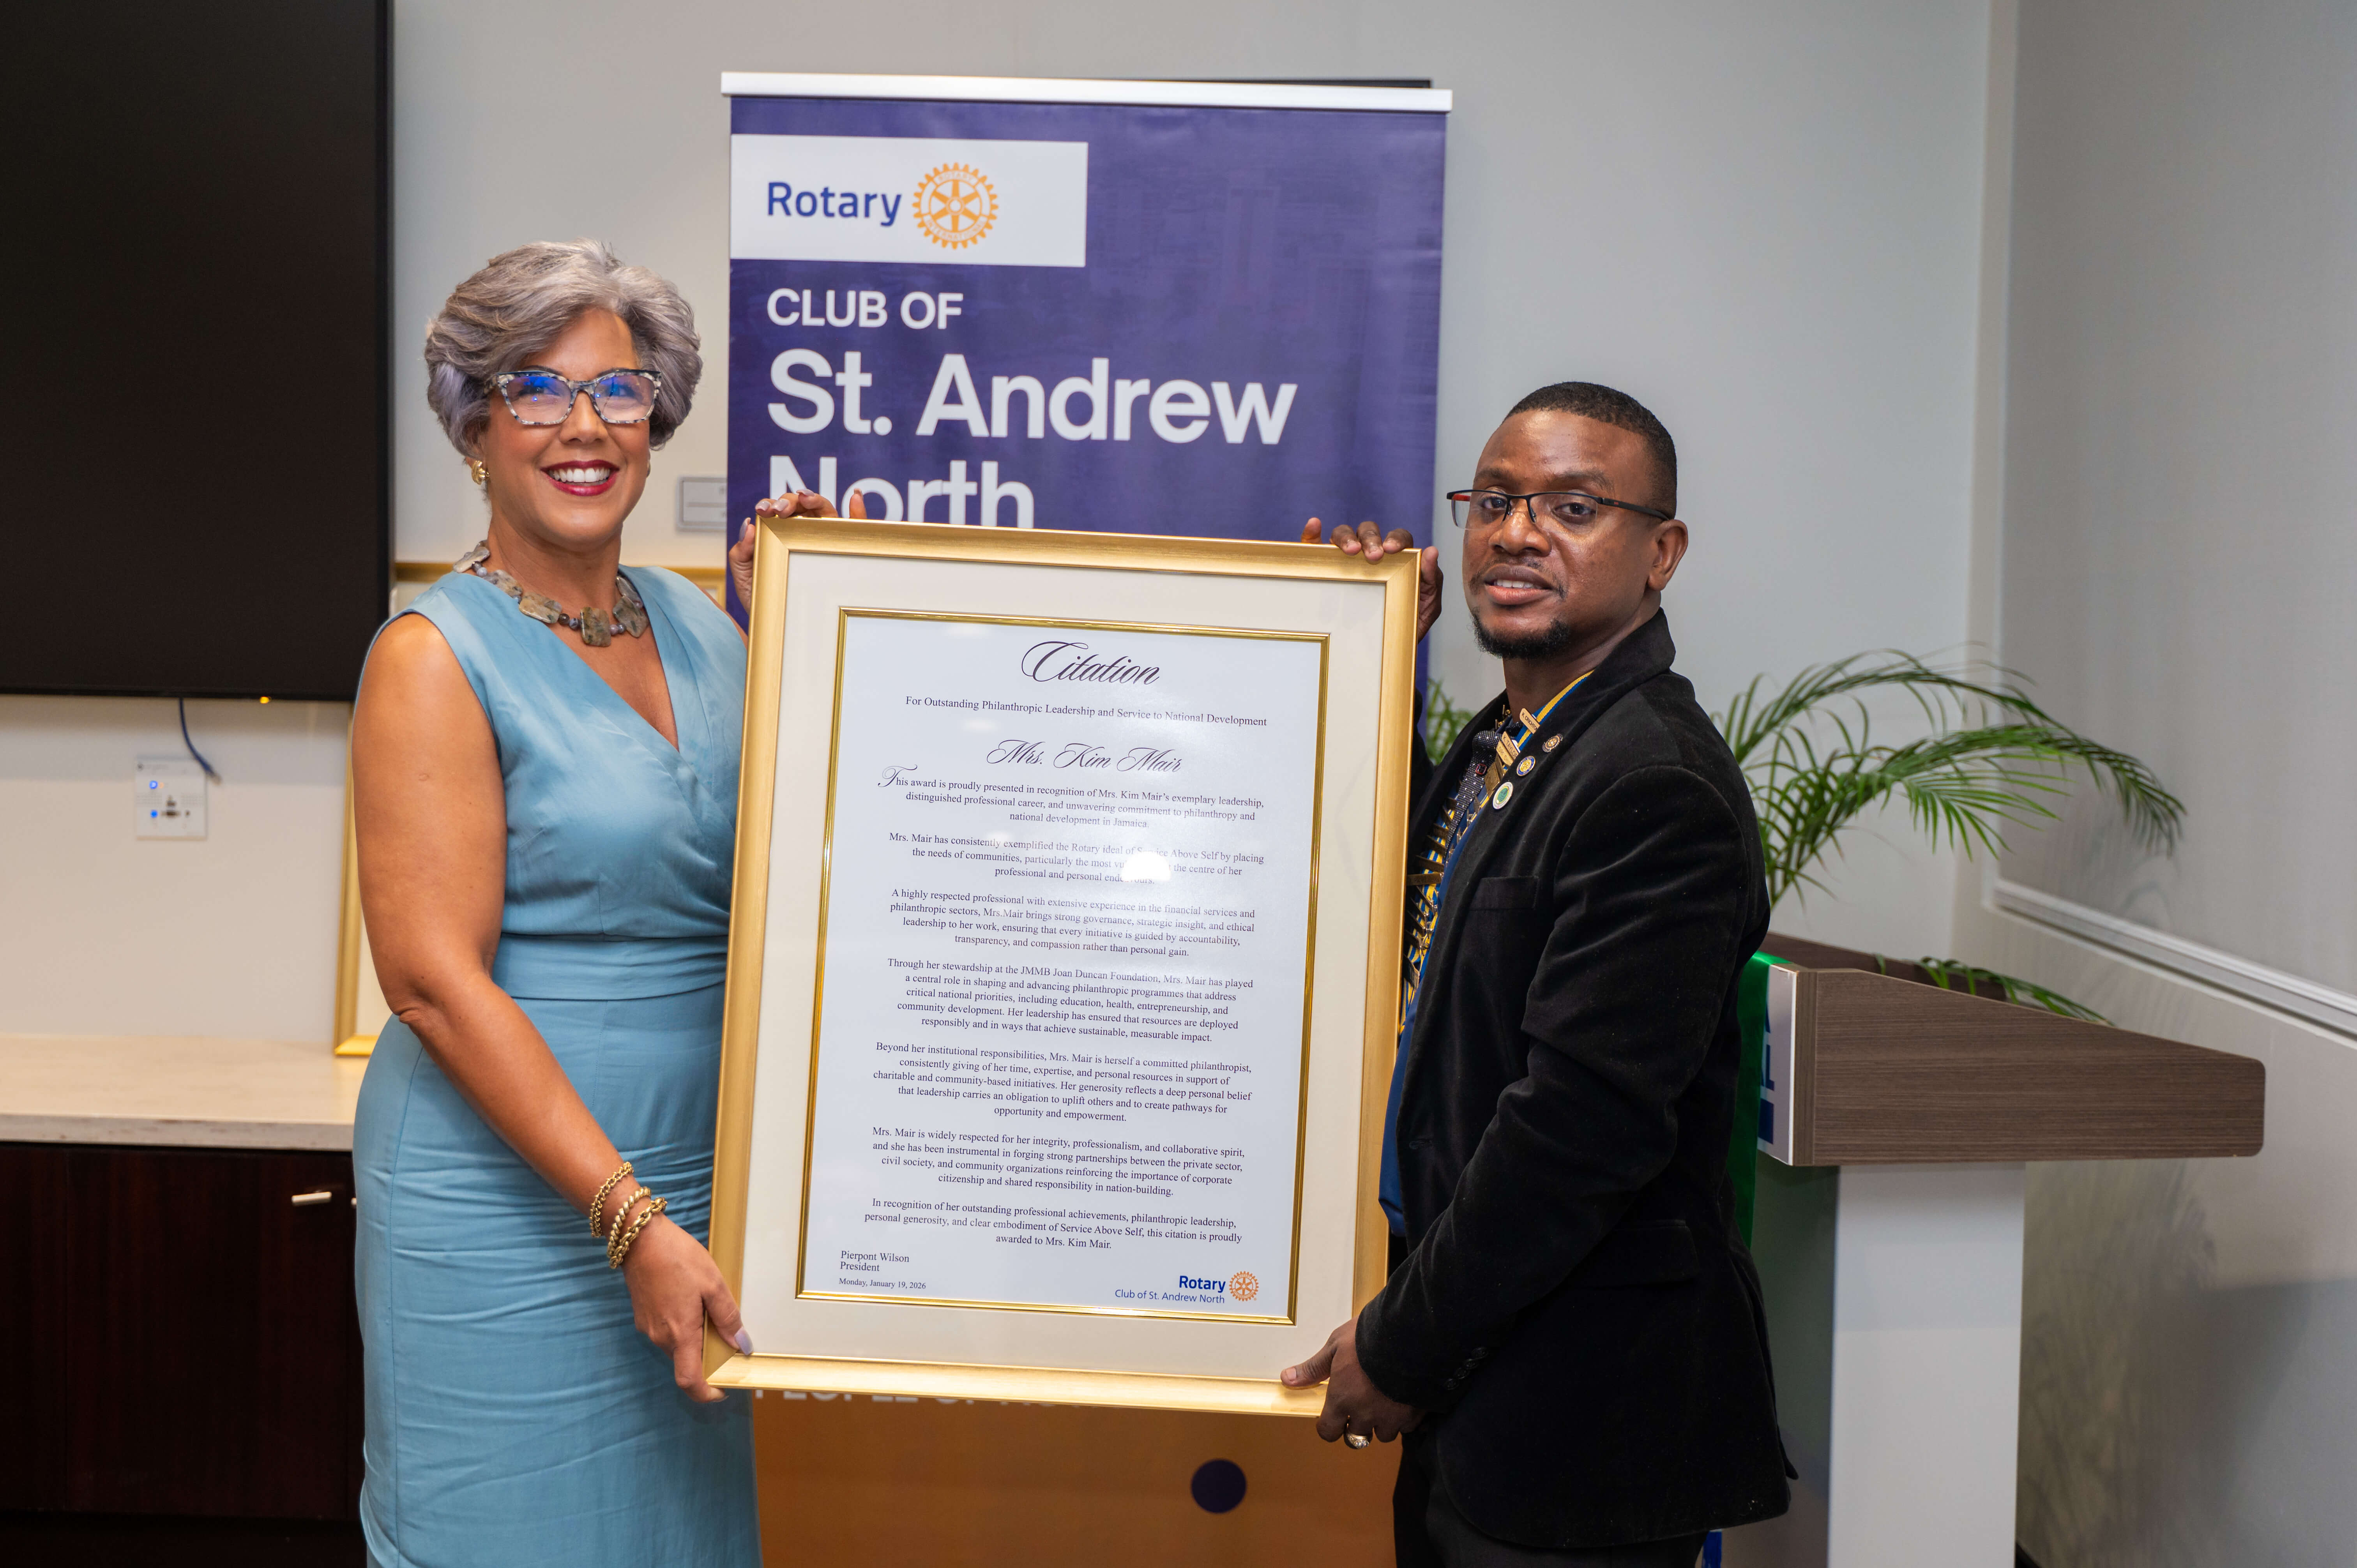 Rotary
CLUB OF
St. Andrew
North
Citation
For Outstanding Philanthropic Leadership and Service to National Development
Mrs. Kim Mair
This award is proudly presented in recognition of Mrs. Kim Mair's exemplary leadership,
distinguished professional career, and unwavering commitment to philanthropy and
national development in Jamaica.
Mrs. Mair has consistently exemplified the Rotary ideal of Service Above Self by placing
the needs of communities, particularly the most the centre of her
professional and personal endeavours.
A highly respected professional with extensive experience in the financial services and
philanthropic sectors, Mrs.Mair brings strong governance, strategic insight, and ethical
leadership to her work, ensuring that every initiative is guided by accountability,
transparency, and compassion rather than personal gain.
Through her stewardship at the JMMB Joan Duncan Foundation, Mrs. Mair has played
a central role in shaping and advancing philanthropic programmes that address
critical national priorities, including education, health, entrepreneurship, and
community development. Her leadership has ensured that resources are deployed
responsibly and in ways that achieve sustainable, measurable impact.
Beyond her institutional responsibilities, Mrs. Mair is herself a committed philanthropist,
consistently giving of her time, expertise, and personal resources in support of
charitable and community-based initiatives. Her generosity reflects a deep personal belief
that leadership carries an obligation to uplift others and to create pathways for
opportunity and empowerment.
Mrs. Mair is widely respected for her integrity, professionalism, and collaborative spirit,
and she has been instrumental in forging strong partnerships between the private sector,
civil society, and community organizations reinforcing the importance of corporate
citizenship and shared responsibility in nation-building.
In recognition of her outstanding professional achievements, philanthropic leadership,
personal generosity, and clear embodiment of Service Above Self, this citation is proudly
awarded to Mrs. Kim Mair.
Pierpont Wilson
President
Monday, January 19, 2026
Rotary
Club of St. Andrew North